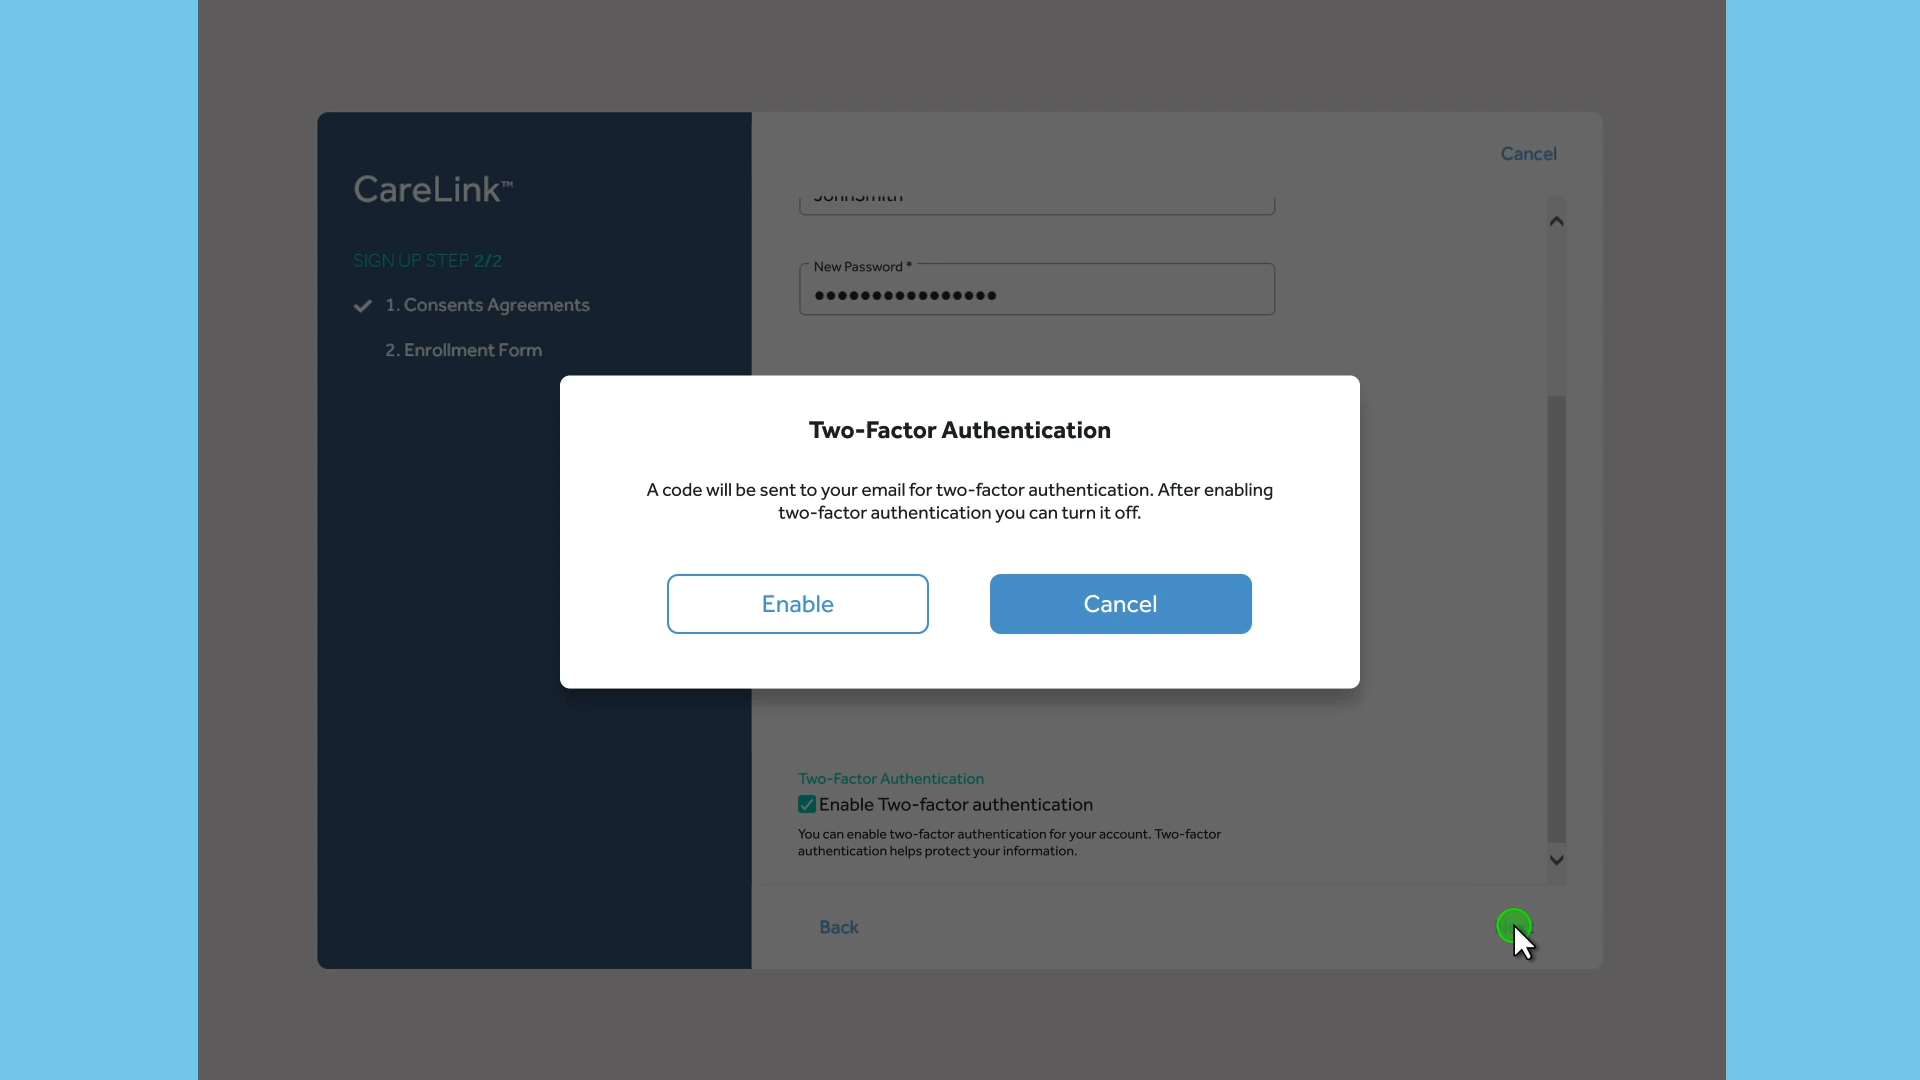 CareLink™
SIGN UP STEP 2/2
1. Consents Agreements
2. Enrollment Form
Cancel
JohnSmith
New Password *
Two-Factor Authentication
A code will be sent to your email for two-factor authentication. After enabling
two-factor authentication you can turn it off.
Enable
Cancel
Two-Factor Authentication
Enable Two-factor authentication
You can enable two-factor authentication for your account. Two-factor
authentication helps protect your information.
Back